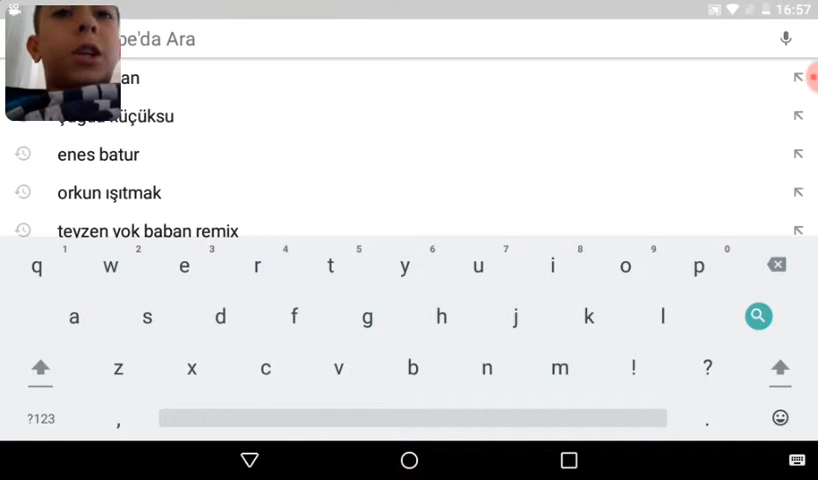 16:57
be'da Ara
an
küçüksu
enes batur
orkun ışıtmak
teyzen yok baban remix
1 2 3 4 5 6 7 8 9 0
q w e r t y u i o p
a s d f g h j k l
z x c v b n m ! ?
?123 , .